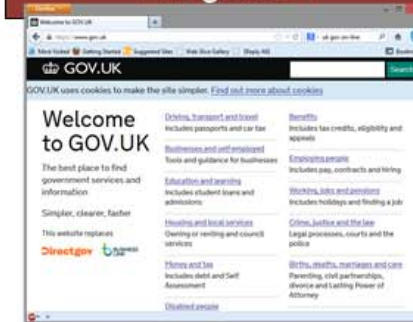 Welcome to GOV.UK
Most Visited Getting Started Suggested Sites Web Slice Gallery
GOV.UK
Search
GOV.UK uses cookies to make the site simpler. Find out more about cookies
Welcome
to GOV.UK
The best place to find
government services and
information
Simpler, clearer, faster
This website replaces
Directgov BUSINESS LINK
Driving, transport and travel
Includes passports and car tax
Businesses and self-employed
Tools and guidance for businesses
Education and learning
Includes student loans and
admissions
Housing and local services
Owning or renting and council
services
Money and tax
Includes debt and Self
Assessment
Disabled people
Benefits
Includes tax credits, eligibility and
appeals
Employing people
Includes pay, contracts and hiring
Working, jobs and pensions
Includes holidays and finding a job
Crime, justice and the law
Legal processes, courts and the
police
Births, deaths, marriages and care
Parenting, civil partnerships,
divorce and Lasting Power of
Attorney